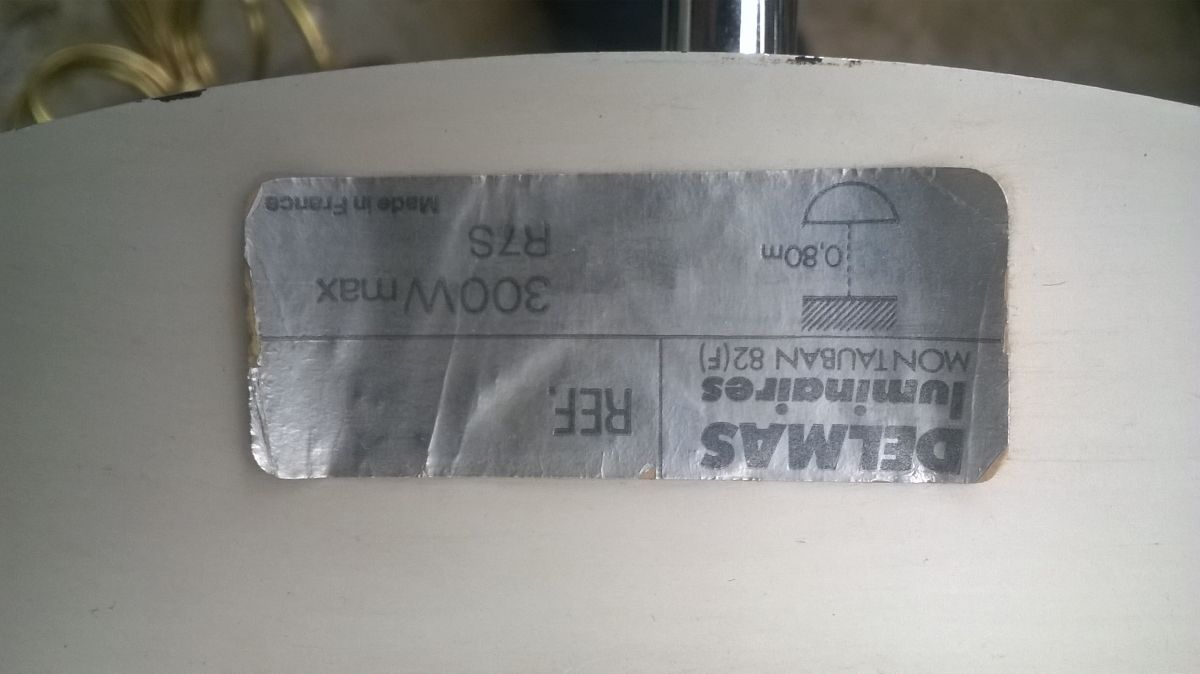 DELMAS
luminaires
MONTAUBAN 82(F)
REF.
300W max
R7S
Made in France
0,80m